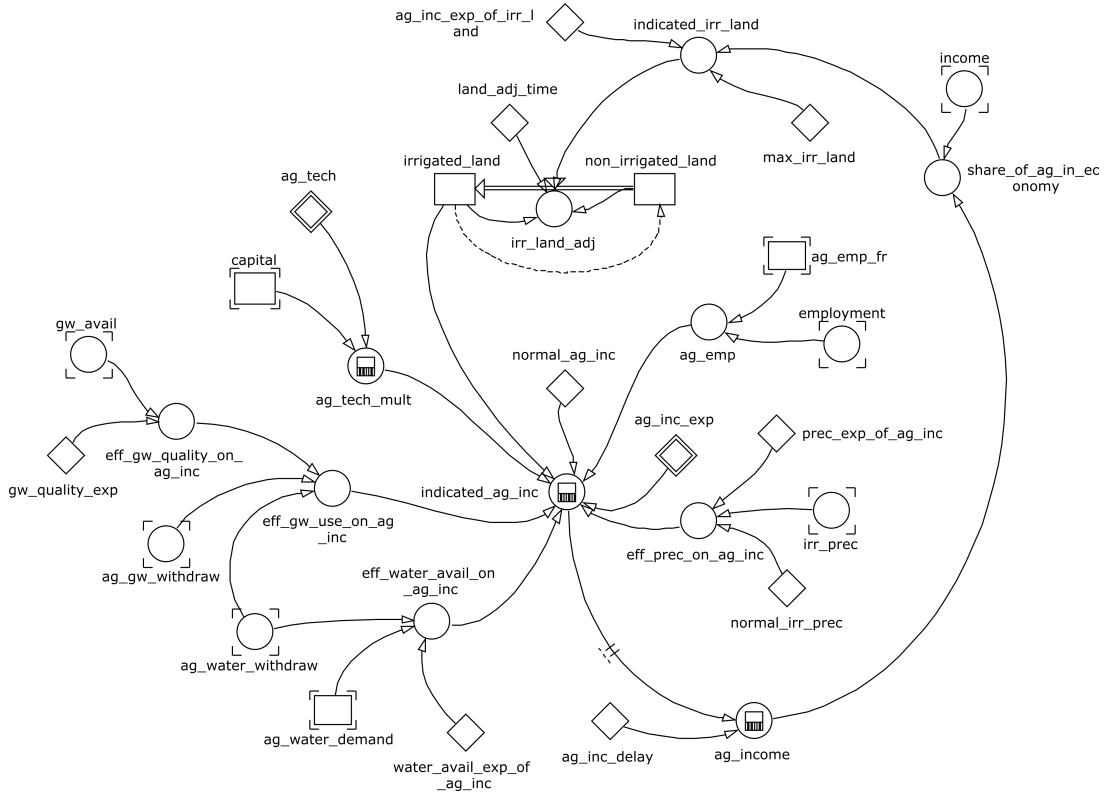 ag_inc_exp_of_irr_l
and
indicated_irr_land
income
land_adj_time
max_irr_land
irrigated_land
non_irrigated_land
share_of_ag_in_ec
onomy
ag_tech
irr_land_adj
capital
ag_emp_fr
gw_avail
employment
ag_emp
normal_ag_inc
ag_tech_mult
ag_inc_exp
prec_exp_of_ag_inc
eff_gw_quality_on_
ag_inc
gw_quality_exp
indicated_ag_inc
eff_gw_use_on_ag
_inc
irr_prec
eff_prec_on_ag_inc
ag_gw_withdraw
eff_water_avail_on
_ag_inc
normal_irr_prec
ag_water_withdraw
ag_water_demand
ag_inc_delay
ag_income
water_avail_exp_of
_ag_inc